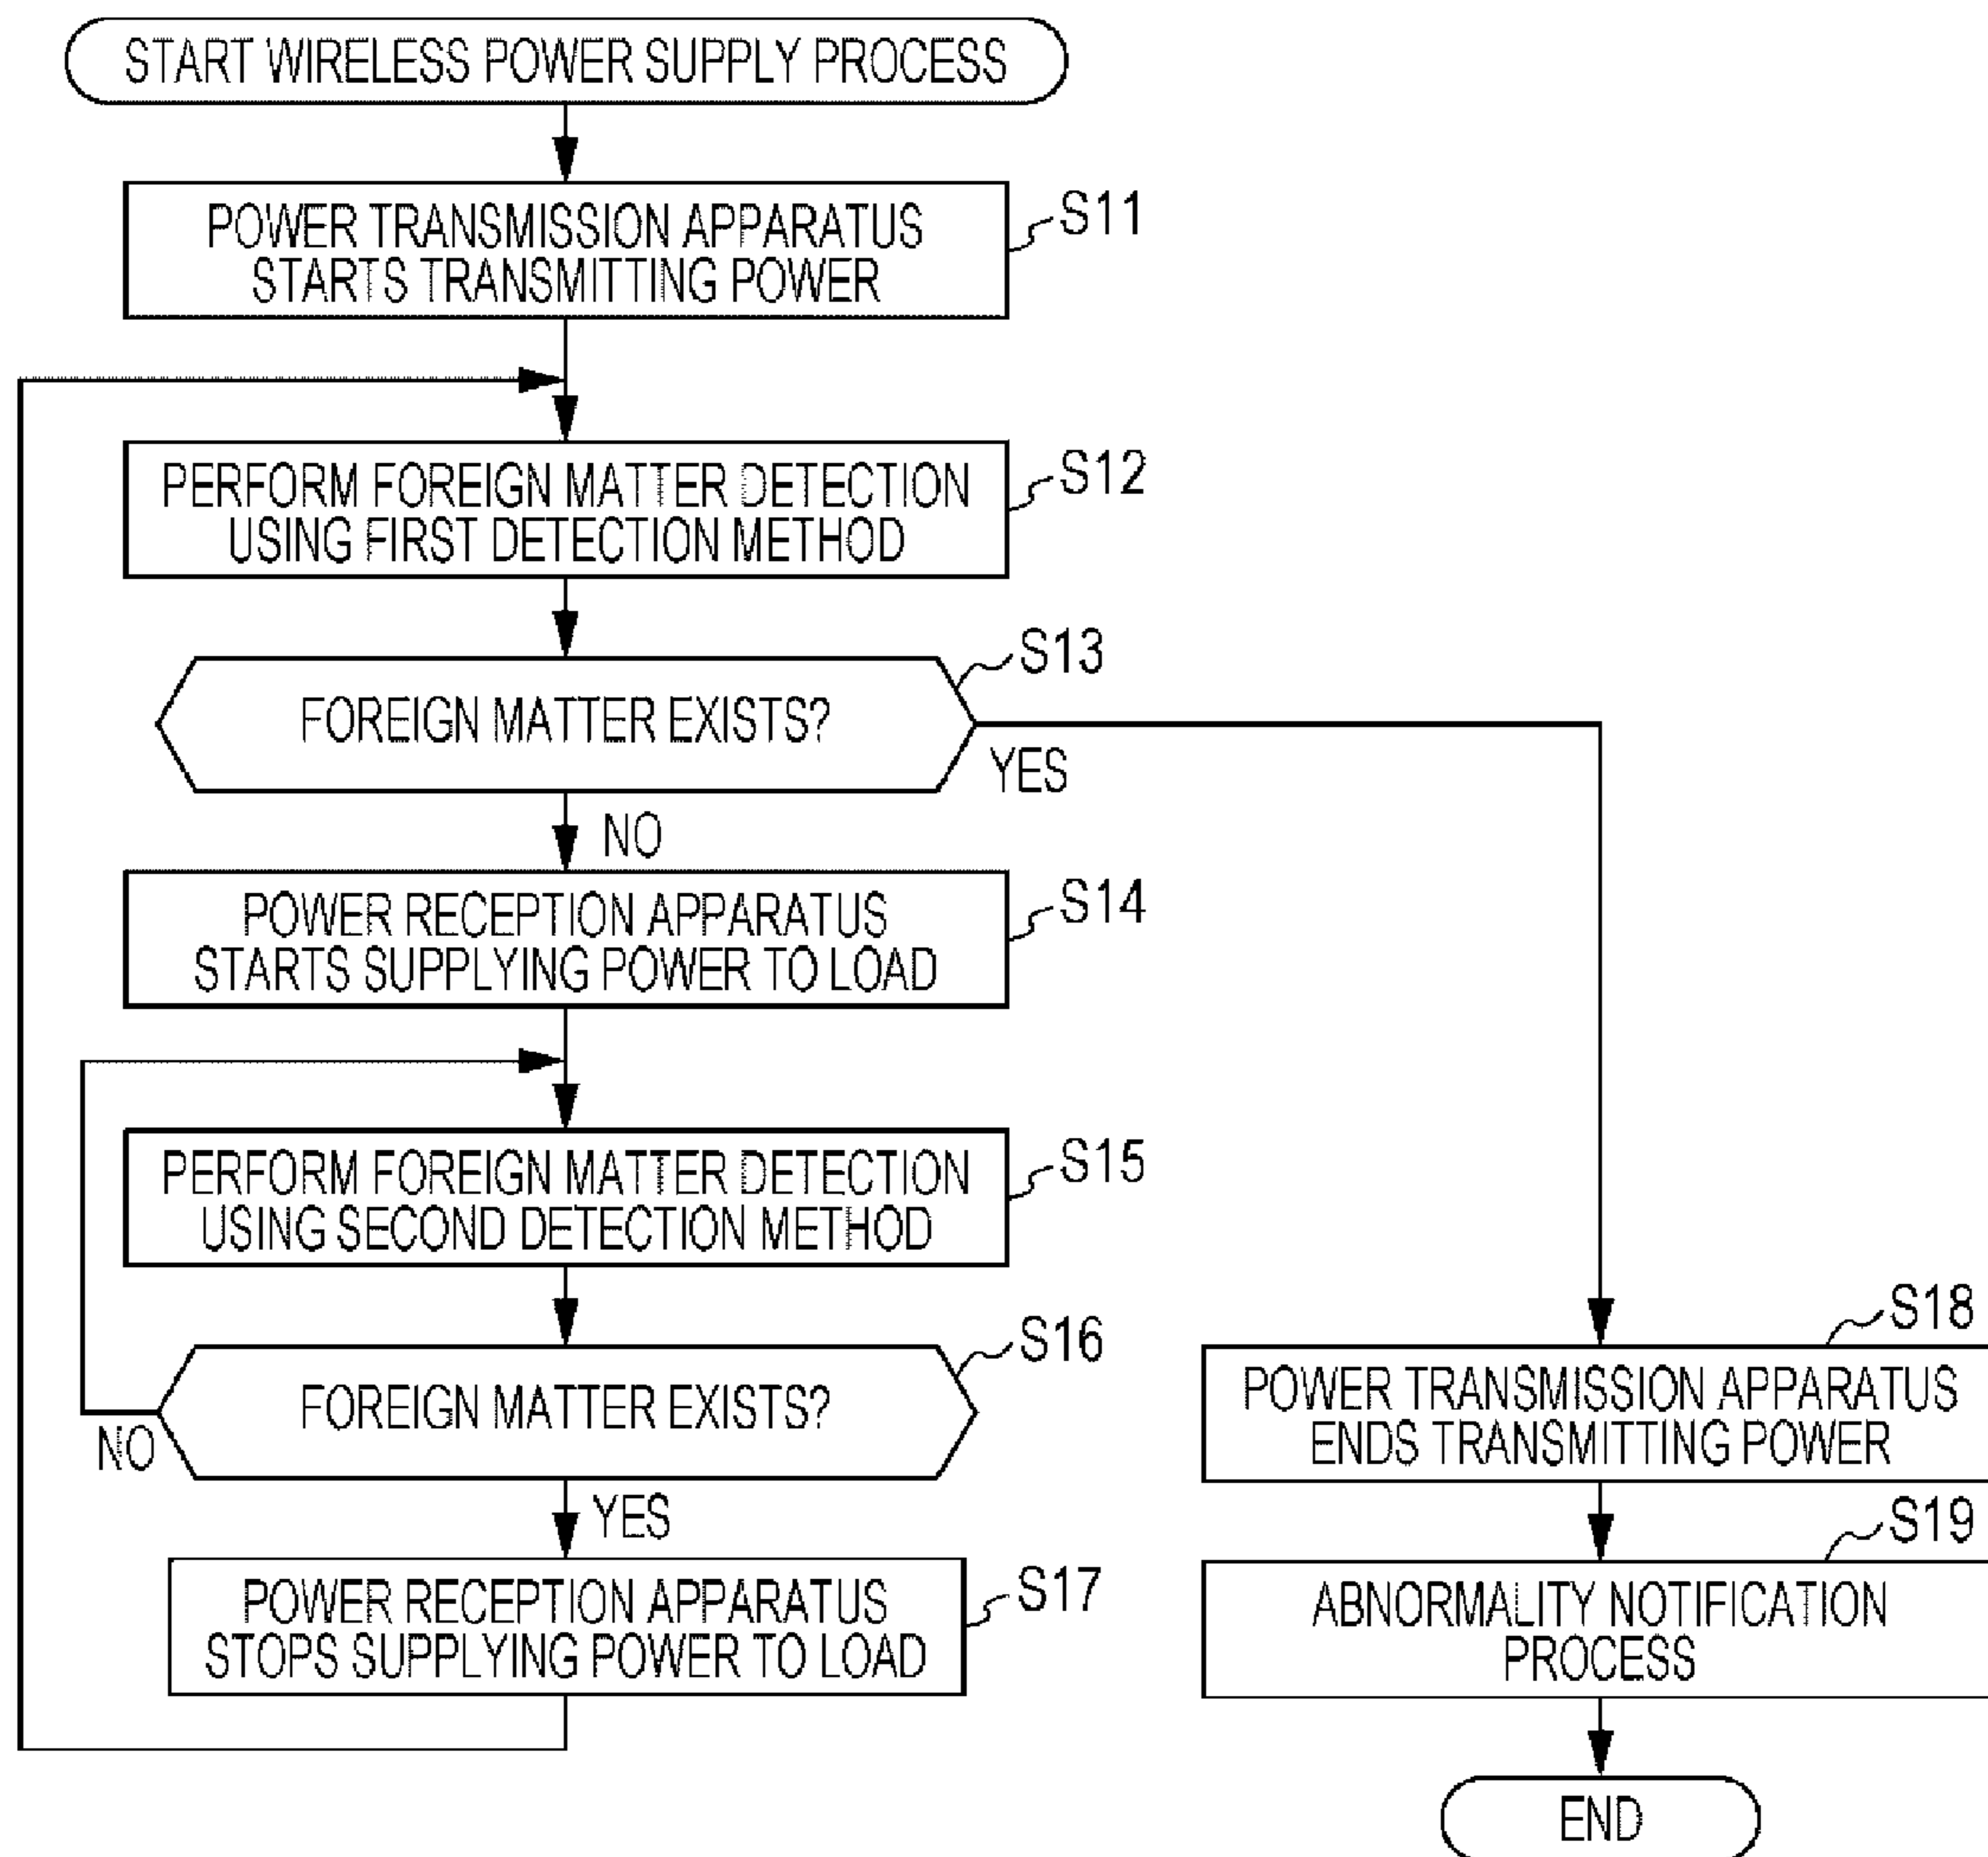 START WIRELESS POWER SUPPLY PROCESS
POWER TRANSMISSION APPARATUS
STARTS TRANSMITTING POWER
S11
PERFORM FOREIGN MATTER DETECTION
USING FIRST DETECTION METHOD
S12
FOREIGN MATTER EXISTS?
S13
YES
NO
POWER RECEPTION APPARATUS
STARTS SUPPLYING POWER TO LOAD
S14
PERFORM FOREIGN MATTER DETECTION
USING SECOND DETECTION METHOD
S15
FOREIGN MATTER EXISTS?
S16
NO
YES
POWER RECEPTION APPARATUS
STOPS SUPPLYING POWER TO LOAD
S17
S18
POWER TRANSMISSION APPARATUS
ENDS TRANSMITTING POWER
S19
ABNORMALITY NOTIFICATION
PROCESS
END